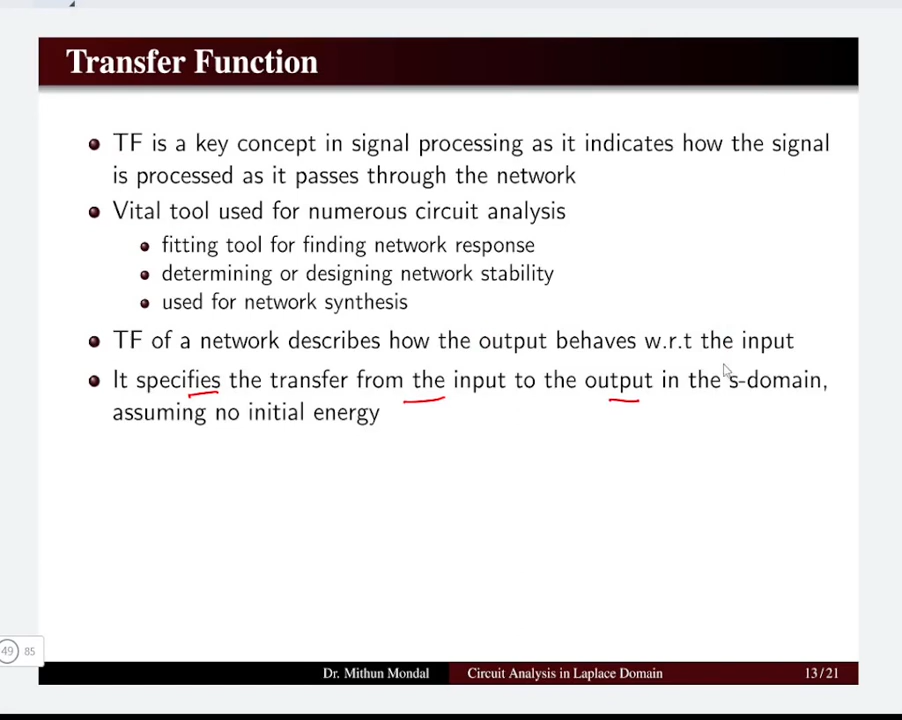 Transfer Function
TF is a key concept in signal processing as it indicates how the signal
is processed as it passes through the network
Vital tool used for numerous circuit analysis
fitting tool for finding network response
determining or designing network stability
used for network synthesis
TF of a network describes how the output behaves w.r.t the input
It specifies the transfer from the input to the output in the s-domain,
assuming no initial energy
49 85
Dr. Mithun Mondal Circuit Analysis in Laplace Domain 13/21